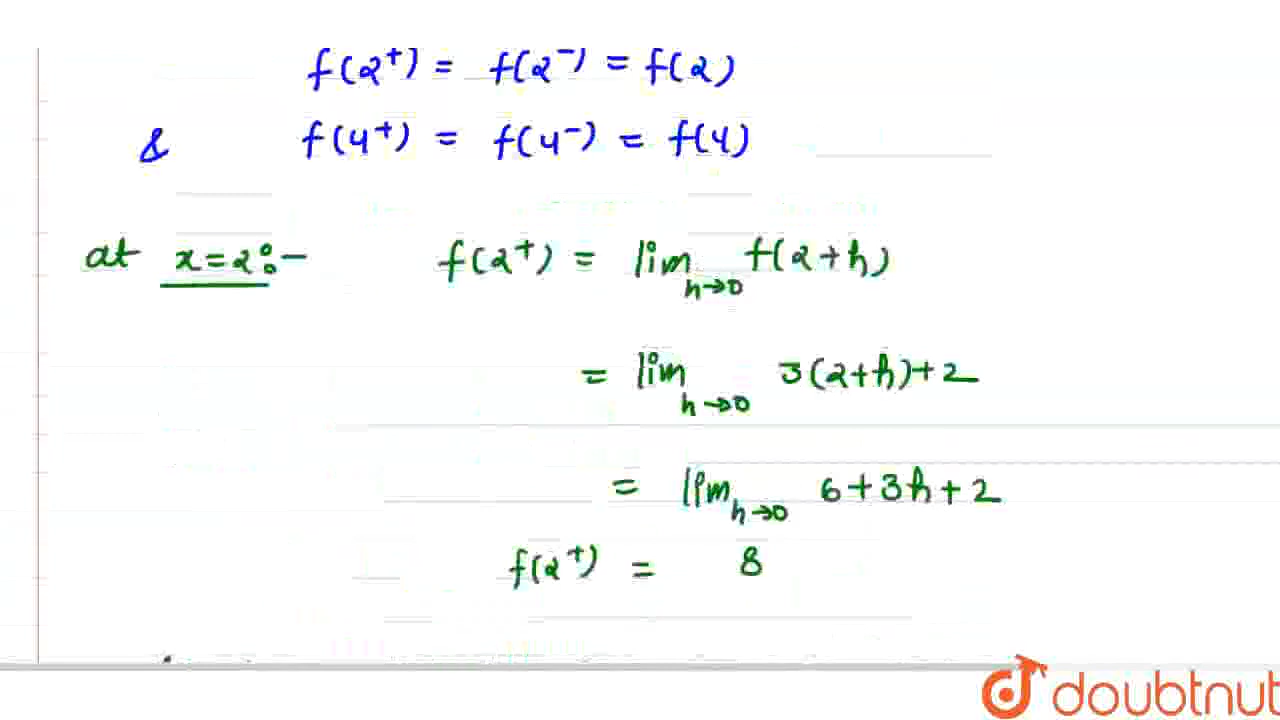 f(2⁺) = f(2⁻) = f(2)
& f(4⁺) = f(4⁻) = f(4)
at x=2:- f(2⁺) = lim h→0 f(2+h)
= lim h→0 3(2+h)+2
= lim h→0 6+3h+2
f(2⁺) = 8
doubtnut